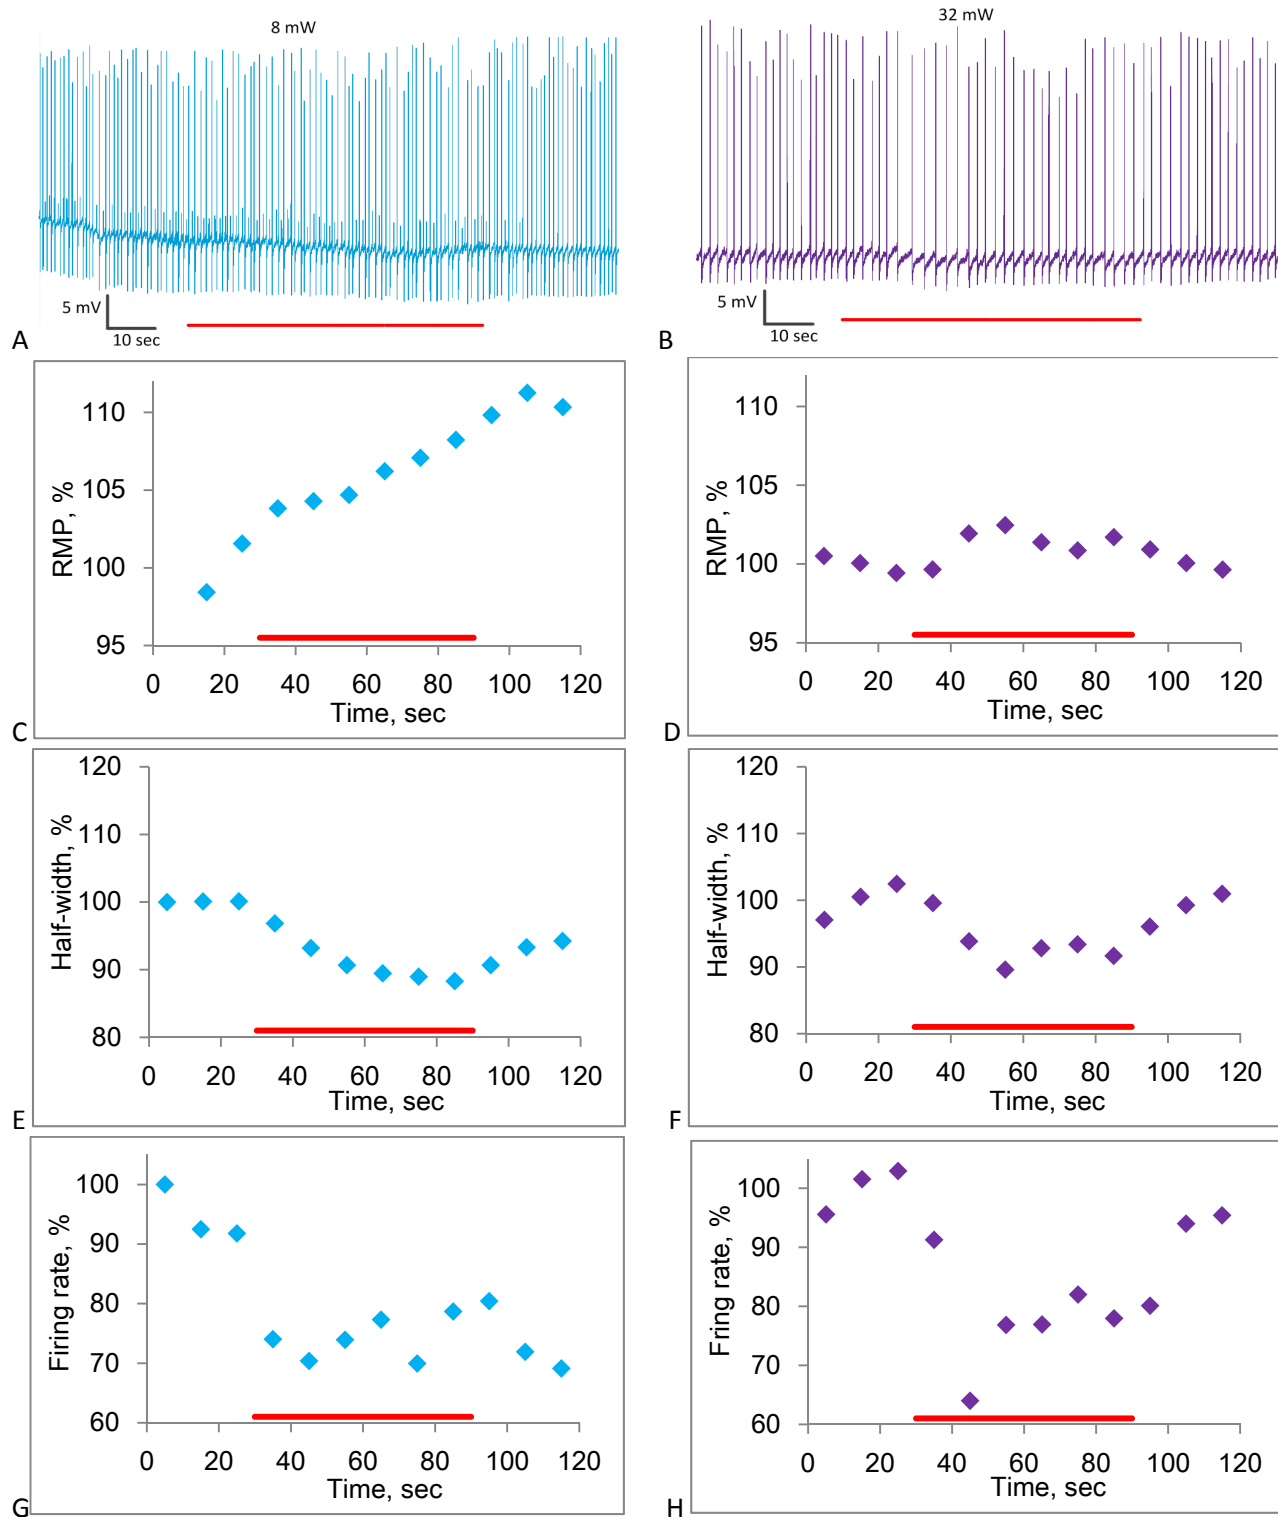 8 mW
32 mW
5 mV
10 sec
5 mV
10 sec
A
B
110
105
100
95
RMP, %
0 20 40 60 80 100 120
Time, sec
C
110
105
100
95
RMP, %
0 20 40 60 80 100 120
Time, sec
D
120
110
100
90
80
Half-width, %
0 20 40 60 80 100 120
Time, sec
E
120
110
100
90
80
Half-width, %
0 20 40 60 80 100 120
Time, sec
F
100
90
80
70
60
Firing rate, %
0 20 40 60 80 100 120
Time, sec
G
100
90
80
70
60
Fring rate, %
0 20 40 60 80 100 120
Time, sec
H